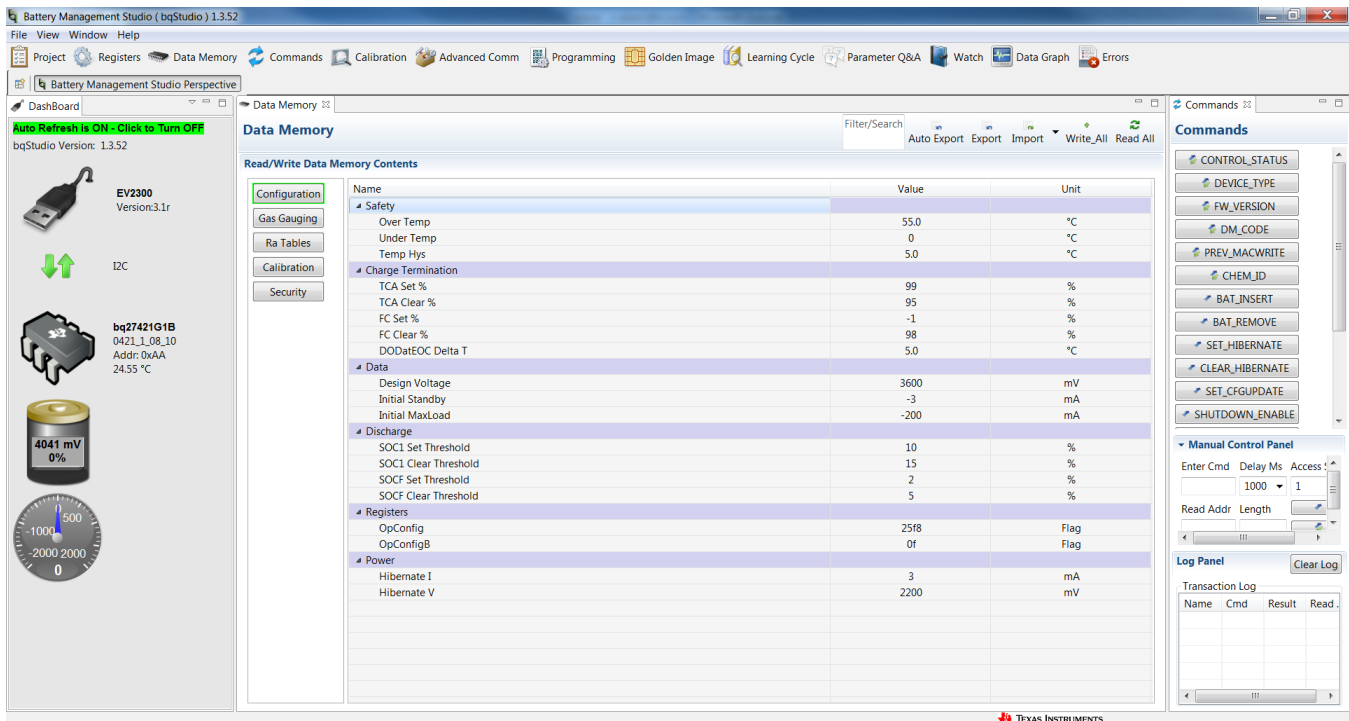 Battery Management Studio ( bqStudio ) 1.3.52
File View Window Help
Project Registers Data Memory Commands Calibration Advanced Comm Programming Golden Image Learning Cycle Parameter Q&A Watch Data Graph Errors
Battery Management Studio Perspective
DashBoard
Auto Refresh is ON - Click to Turn OFF
bqStudio Version: 1.3.52
EV2300
Version:3.1r
I2C
bq27421G1B
0421_1_08_10
Addr: 0xAA
24.55 °C
4041 mV
0%
0
500
-1000
-2000 2000
0
Data Memory
Data Memory
Filter/Search
Auto Export Export Import Write_All Read All
Read/Write Data Memory Contents
Configuration
Gas Gauging
Ra Tables
Calibration
Security
Name Value Unit
Safety
Over Temp 55.0 °C
Under Temp 0 °C
Temp Hys 5.0 °C
Charge Termination
TCA Set % 99 %
TCA Clear % 95 %
FC Set % -1 %
FC Clear % 98 %
DODatEOC Delta T 5.0 °C
Data
Design Voltage 3600 mV
Initial Standby -3 mA
Initial MaxLoad -200 mA
Discharge
SOC1 Set Threshold 10 %
SOC1 Clear Threshold 15 %
SOCF Set Threshold 2 %
SOCF Clear Threshold 5 %
Registers
OpConfig 25f8 Flag
OpConfigB 0f Flag
Power
Hibernate I 3 mA
Hibernate V 2200 mV
Commands
Commands
CONTROL_STATUS
DEVICE_TYPE
FW_VERSION
DM_CODE
PREV_MACWRITE
CHEM_ID
BAT_INSERT
BAT_REMOVE
SET_HIBERNATE
CLEAR_HIBERNATE
SET_CFGUPDATE
SHUTDOWN_ENABLE
Manual Control Panel
Enter Cmd Delay Ms Access
1000 1
Read Addr Length
Log Panel Clear Log
Transaction Log
Name Cmd Result Read
TEXAS INSTRUMENTS